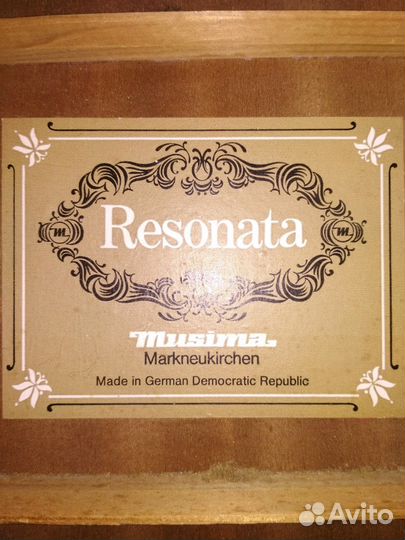 Resonata
m
m
musima
Markneukirchen
Made in German Democratic Republic
Avito